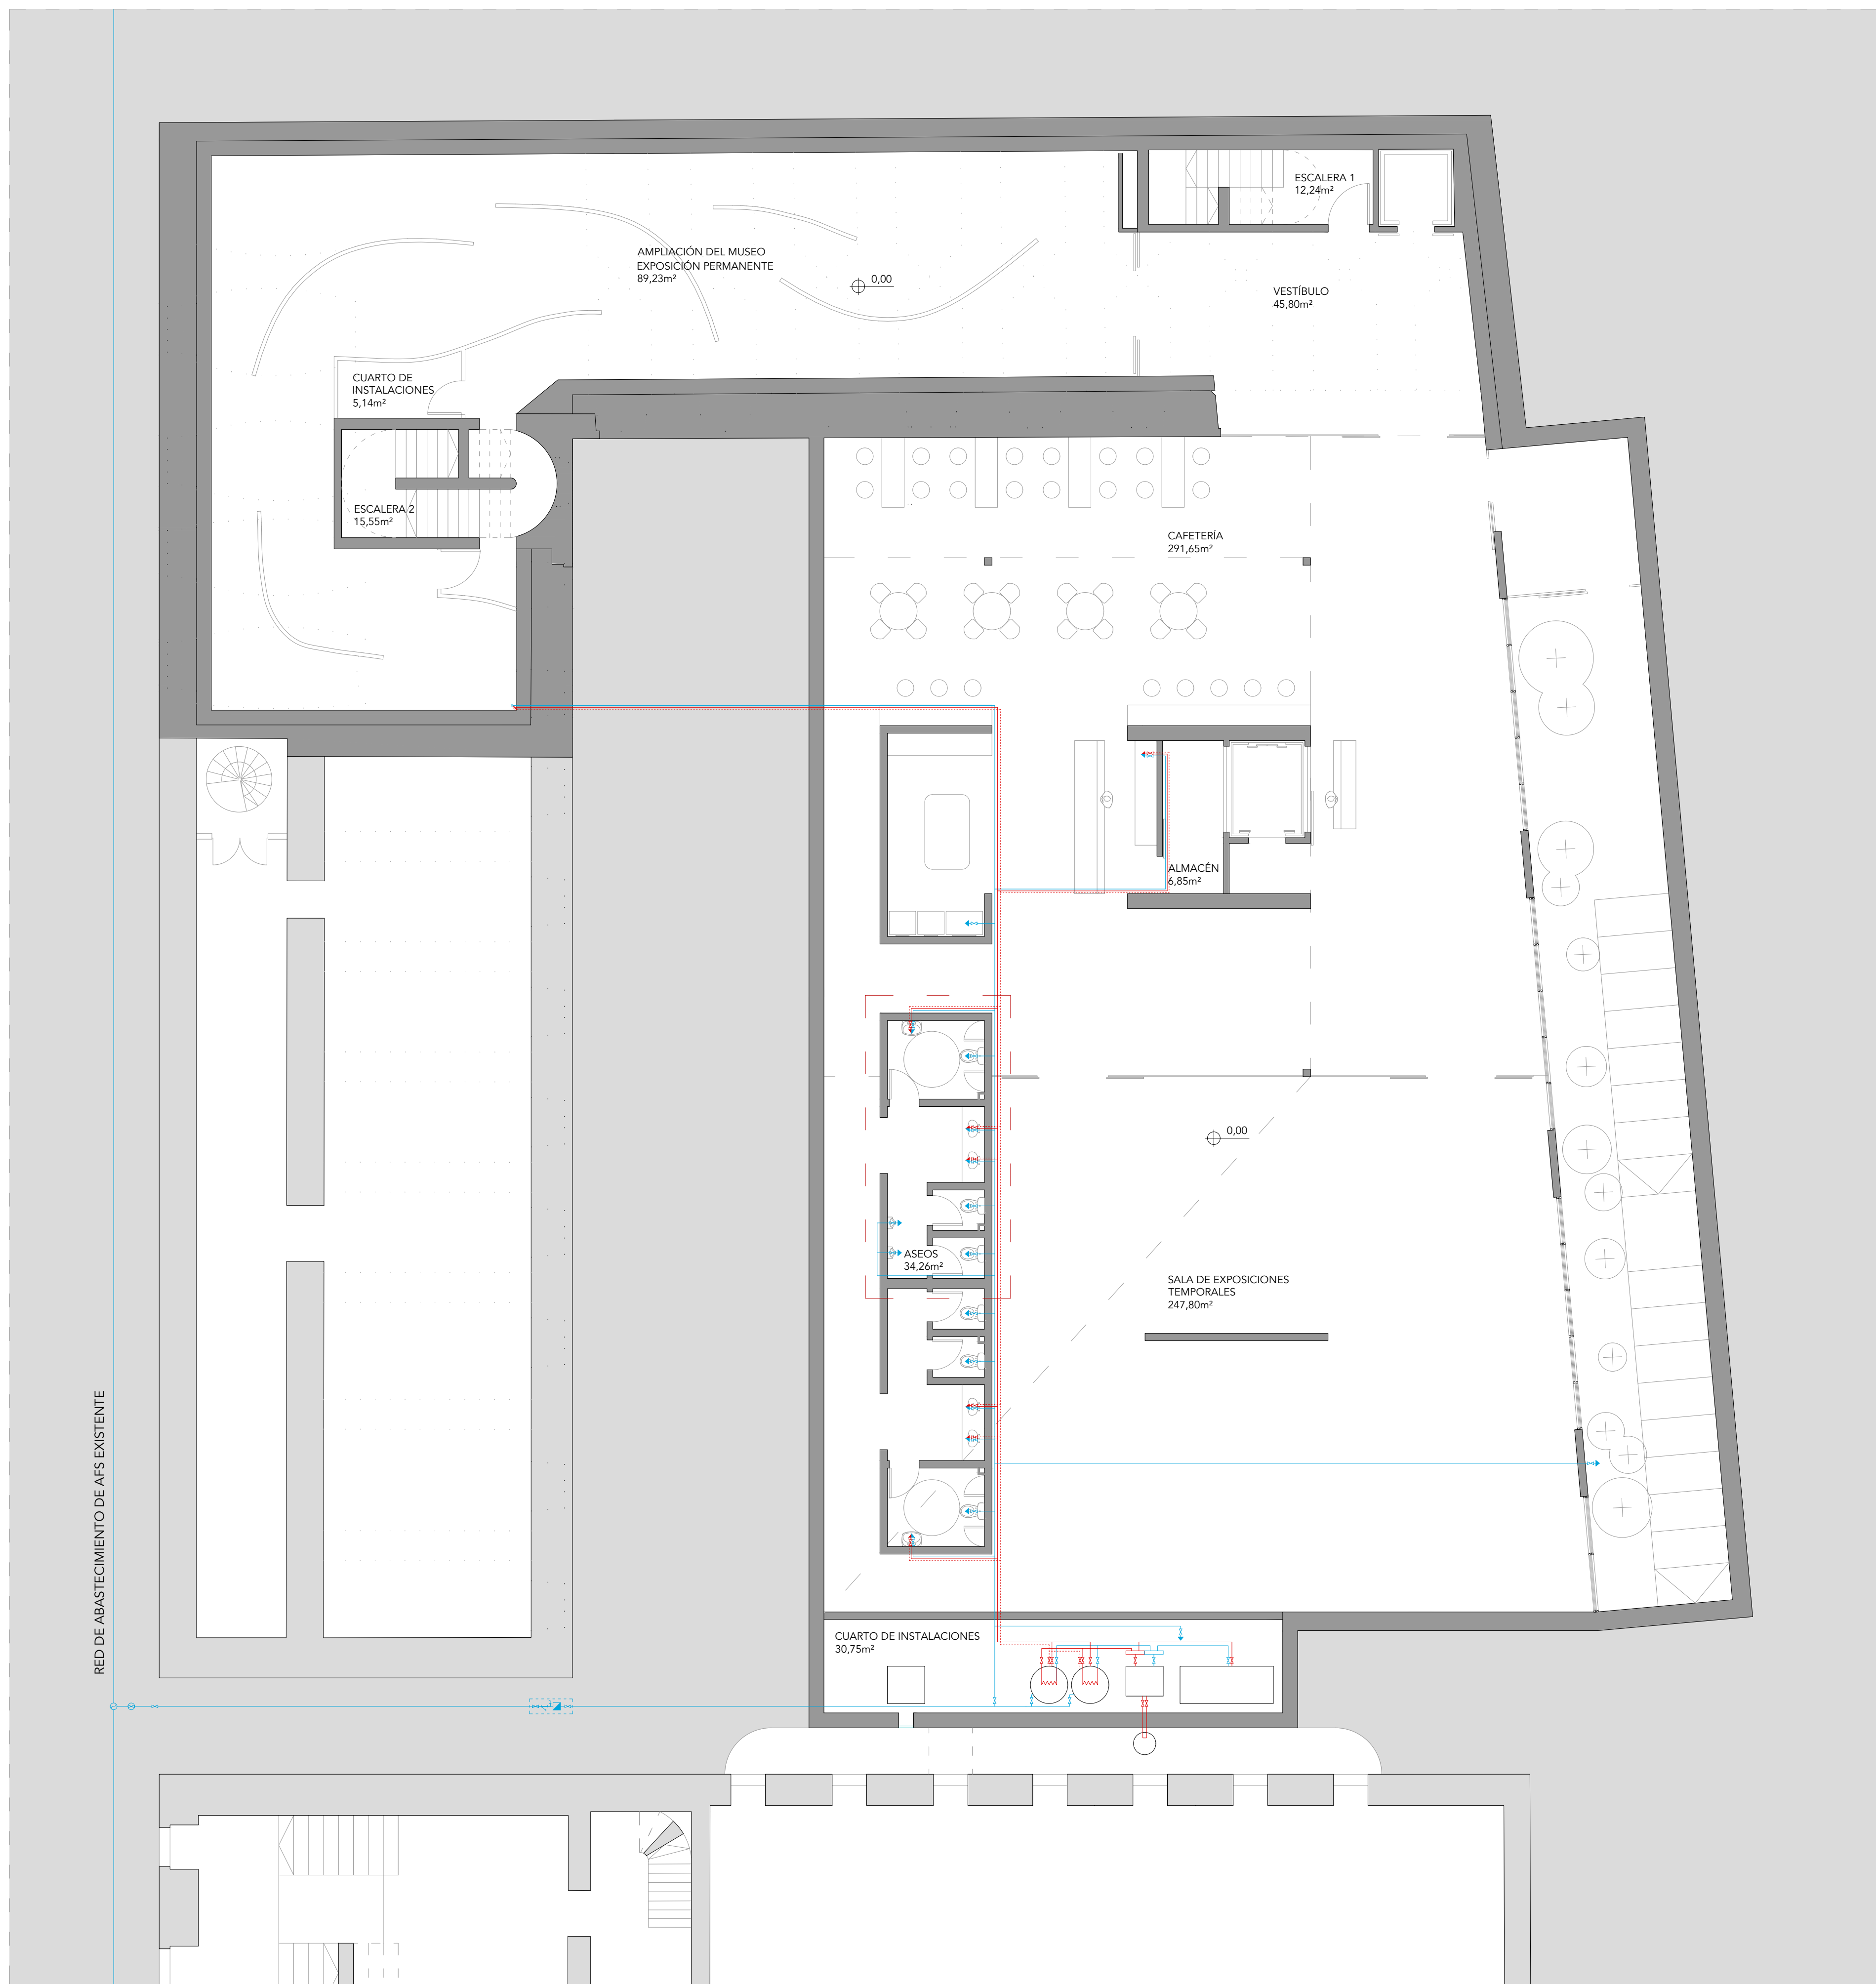 ESCALERA 1
12,24m²
AMPLIACIÓN DEL MUSEO
EXPOSICIÓN PERMANENTE
89,23m²
0,00
VESTÍBULO
45,80m²
CUARTO DE
INSTALACIONES
5,14m²
ESCALERA 2
15,55m²
CAFETERÍA
291,65m²
ALMACÉN
6,85m²
0,00
ASEOS
34,26m²
SALA DE EXPOSICIONES
TEMPORALES
247,80m²
RED DE ABASTECIMIENTO DE AFS EXISTENTE
CUARTO DE INSTALACIONES
30,75m²